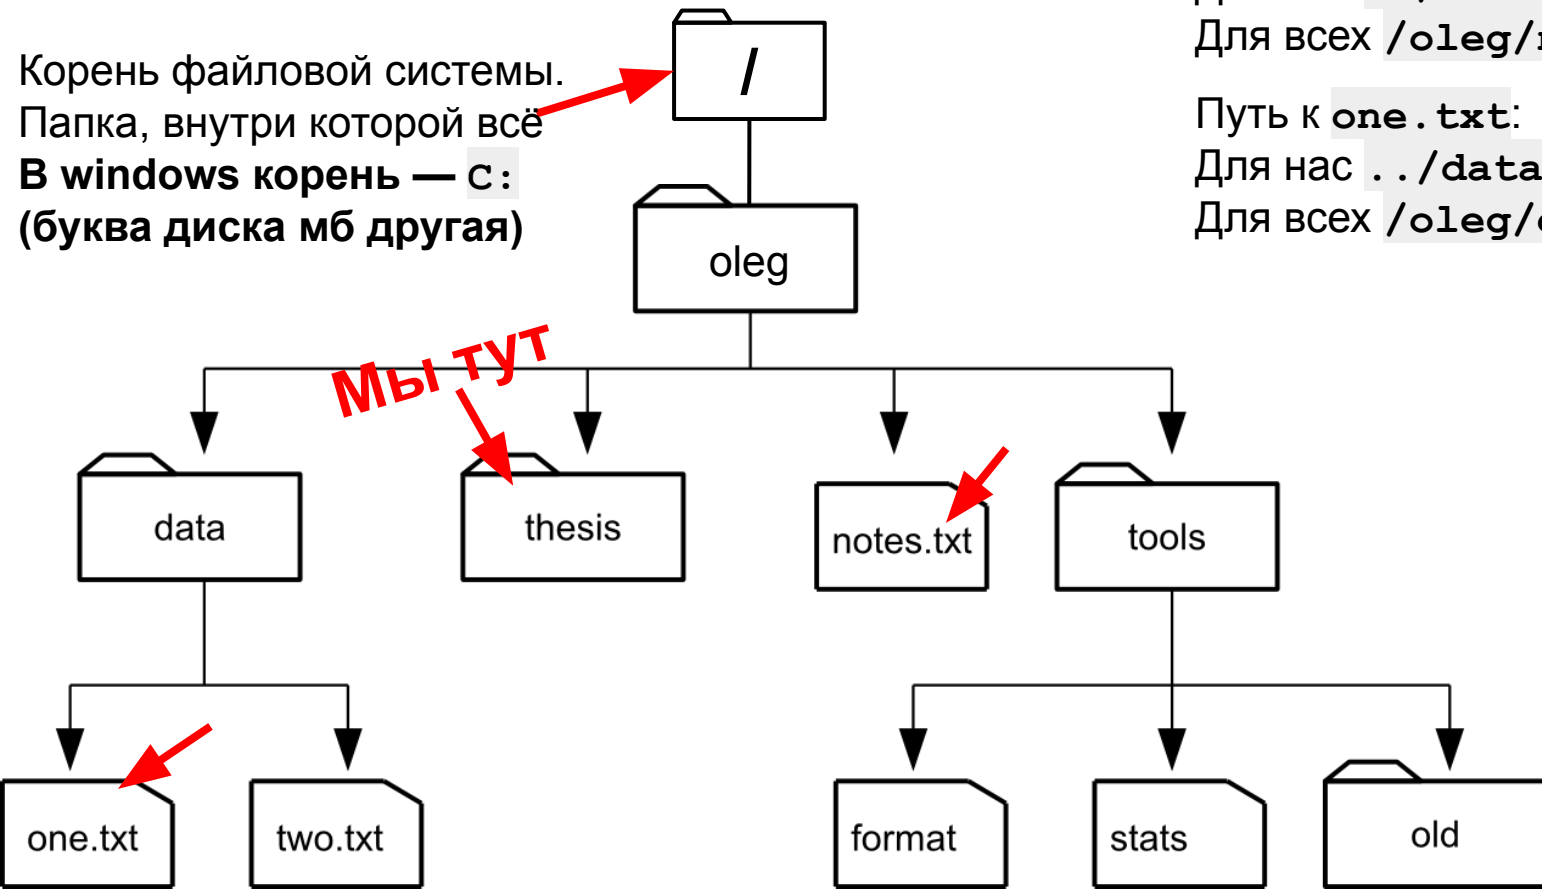 Корень файловой системы.
Папка, внутри которой всё
В windows корень — C:
(буква диска мб другая)
/
Для всех /oleg/
Путь к one.txt:
Для нас ../data
Для всех /oleg/
oleg
Мы тут
data
thesis
notes.txt
tools
one.txt
two.txt
format
stats
old